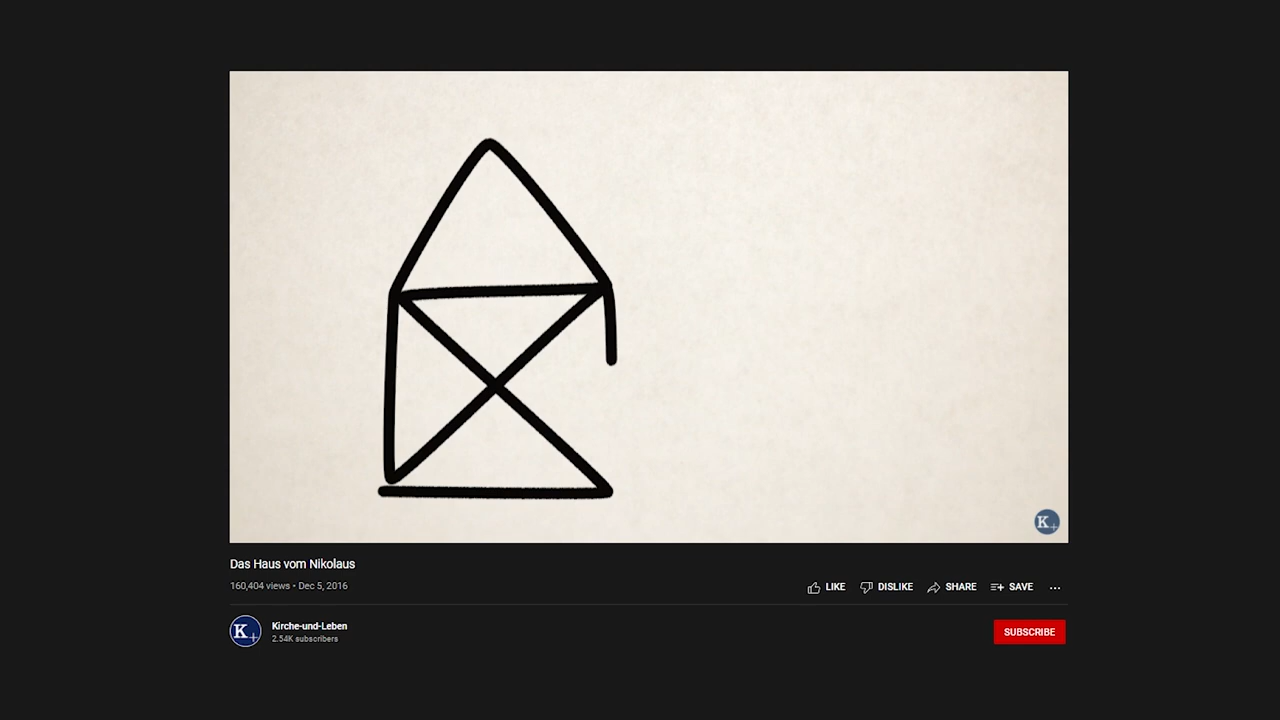 K+
Das Haus vom Nikolaus
160,404 views • Dec 5, 2016
LIKE DISLIKE SHARE SAVE ...
K+ Kirche-und-Leben
2.54K subscribers
SUBSCRIBE